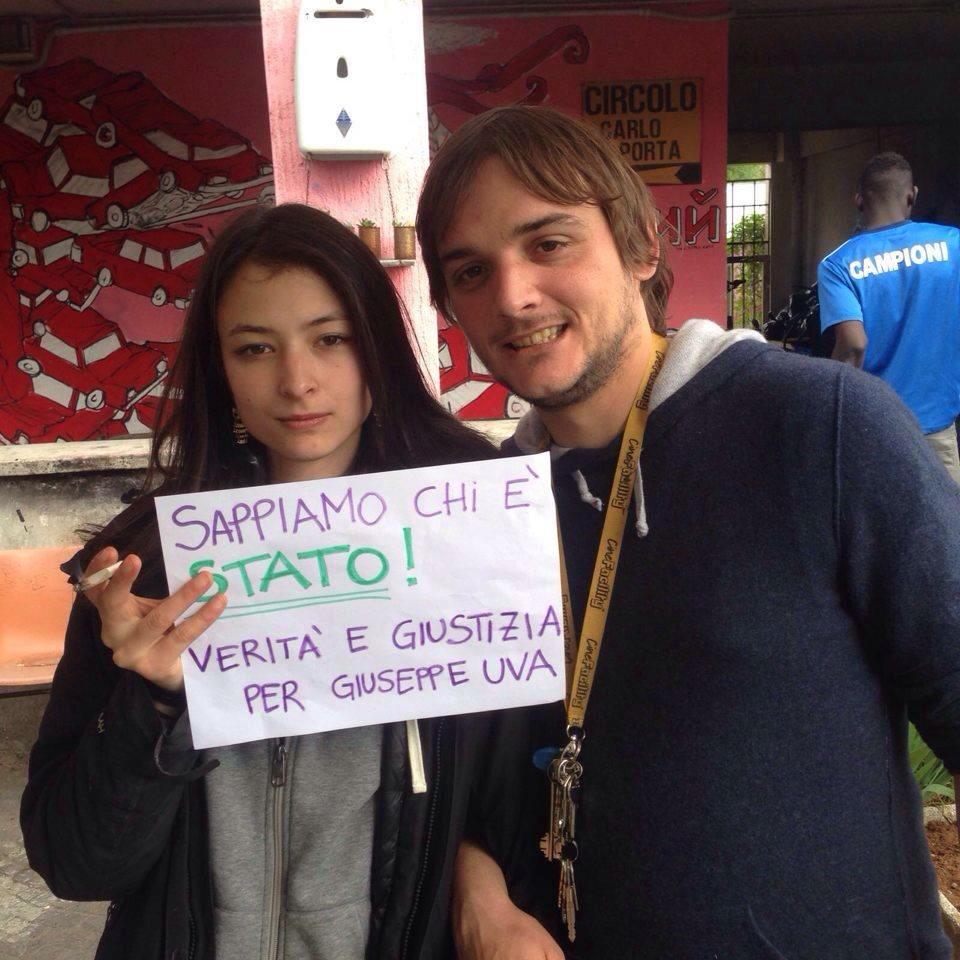 CIRCOLO
CARLO
PORTA
CAMPIONI
SAPPIAMO CHI È
STATO!
VERITÀ E GIUSTIZIA
PER GIUSEPPE UVA